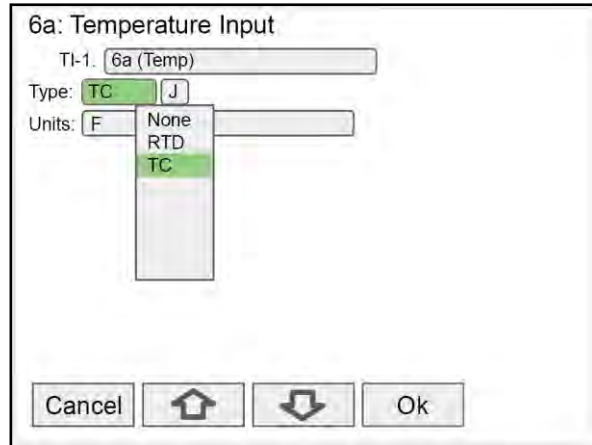 6a: Temperature Input
TI-1. 6a (Temp)
Type: TC J
Units: F
None
RTD
TC
Cancel Ok